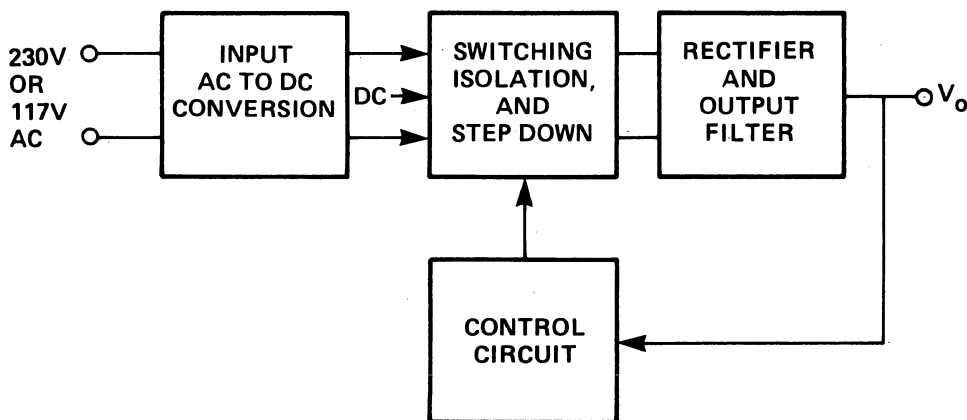 230V
OR
117V
AC
INPUT
AC TO DC
CONVERSION
DC
SWITCHING
ISOLATION,
AND
STEP DOWN
RECTIFIER
AND
OUTPUT
FILTER
Vo
CONTROL
CIRCUIT